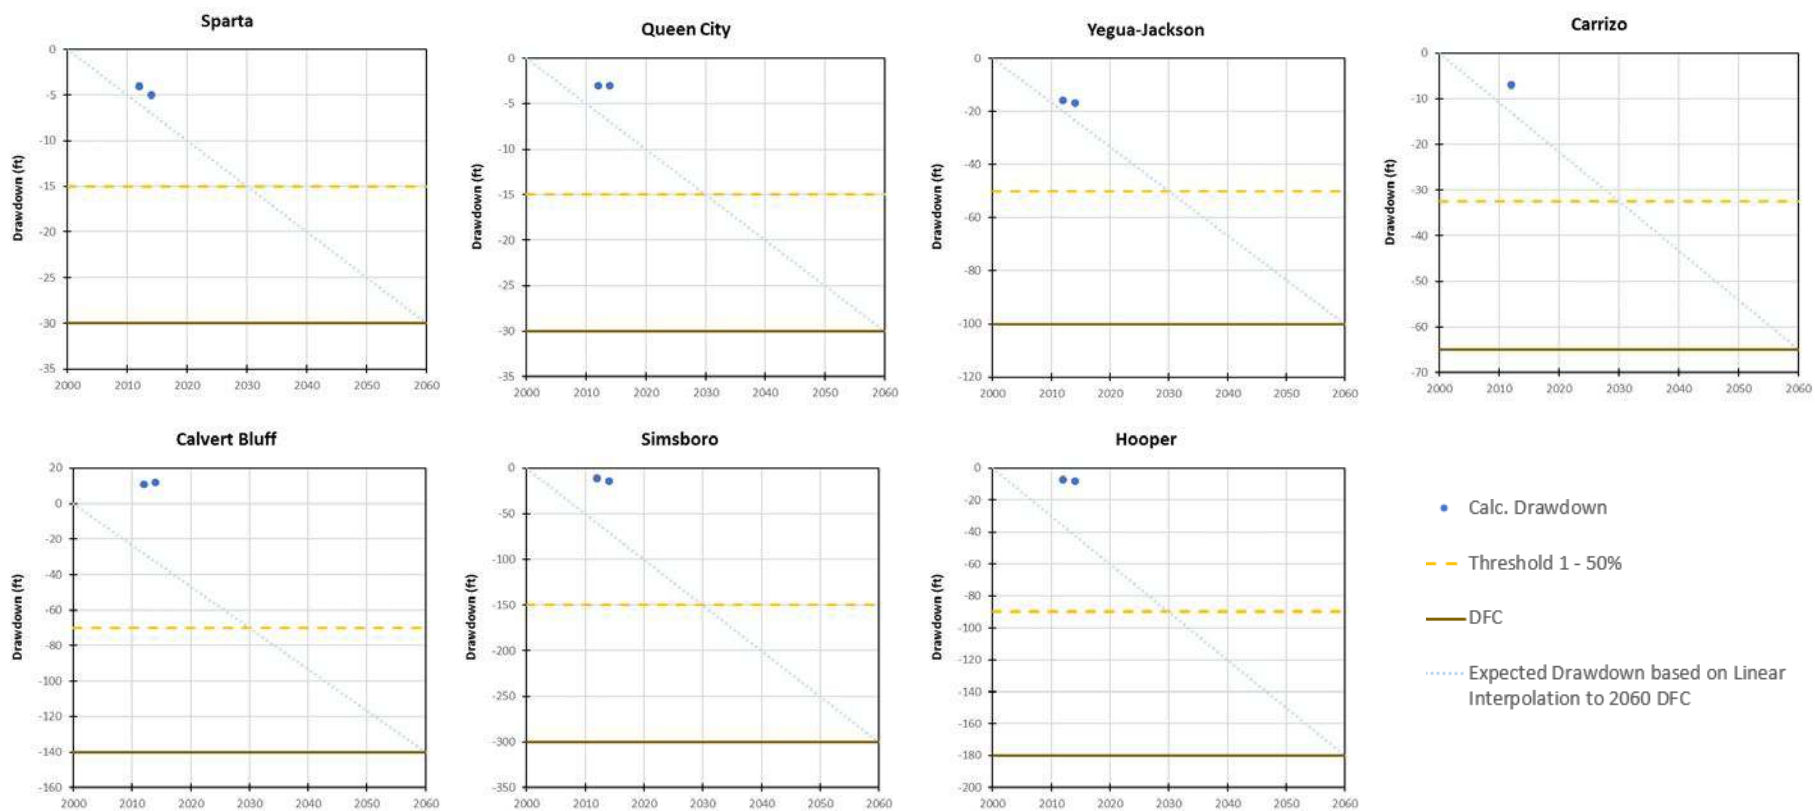 Sparta
Drawdown (ft)
0
-5
-10
-15
-20
-25
-30
-35
2000 2010 2020 2030 2040 2050 2060
Queen City
Drawdown (ft)
0
-5
-10
-15
-20
-25
-30
-35
2000 2010 2020 2030 2040 2050 2060
Yegua-Jackson
Drawdown (ft)
0
-20
-40
-60
-80
-100
-120
2000 2010 2020 2030 2040 2050 2060
Carrizo
Drawdown (ft)
0
-10
-20
-30
-40
-50
-60
-70
2000 2010 2020 2030 2040 2050 2060
Calvert Bluff
Drawdown (ft)
20
0
-20
-40
-60
-80
-100
-120
-140
-160
2000 2010 2020 2030 2040 2050 2060
Simsboro
Drawdown (ft)
0
-50
-100
-150
-200
-250
-300
-350
2000 2010 2020 2030 2040 2050 2060
Hooper
Drawdown (ft)
0
-20
-40
-60
-80
-100
-120
-140
-160
-180
-200
2000 2010 2020 2030 2040 2050 2060
Calc. Drawdown
Threshold 1 - 50%
DFC
Expected Drawdown based on Linear
Interpolation to 2060 DFC